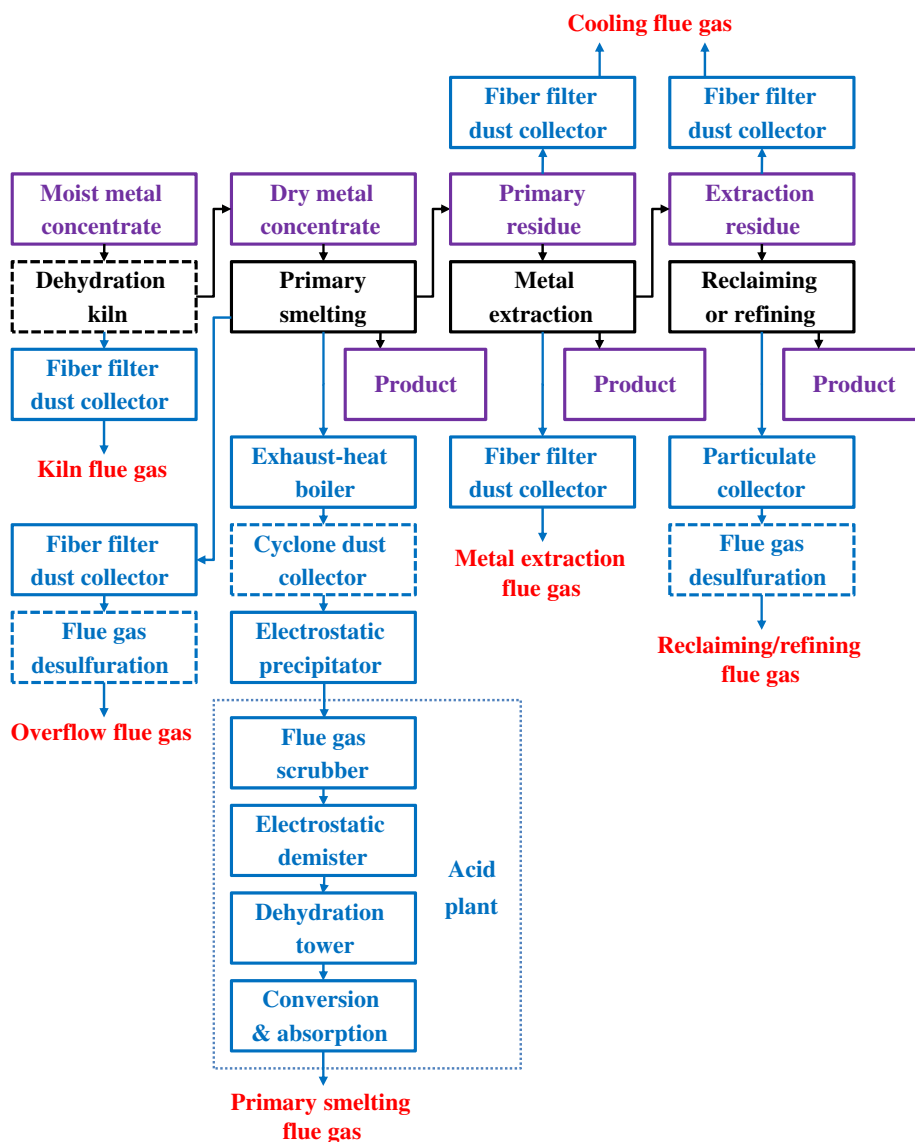 Cooling flue gas
Fiber filter
dust collector
Fiber filter
dust collector
Moist metal
concentrate
Dry metal
concentrate
Primary
residue
Extraction
residue
Dehydration
kiln
Primary
smelting
Metal
extraction
Reclaiming
or refining
Fiber filter
dust collector
Product
Product
Product
Kiln flue gas
Exhaust-heat
boiler
Fiber filter
dust collector
Particulate
collector
Fiber filter
dust collector
Cyclone dust
collector
Metal extraction
flue gas
Flue gas
desulfuration
Flue gas
desulfuration
Electrostatic
precipitator
Reclaiming/refining
flue gas
Overflow flue gas
Flue gas
scrubber
Electrostatic
demister
Acid
plant
Dehydration
tower
Conversion
& absorption
Primary smelting
flue gas